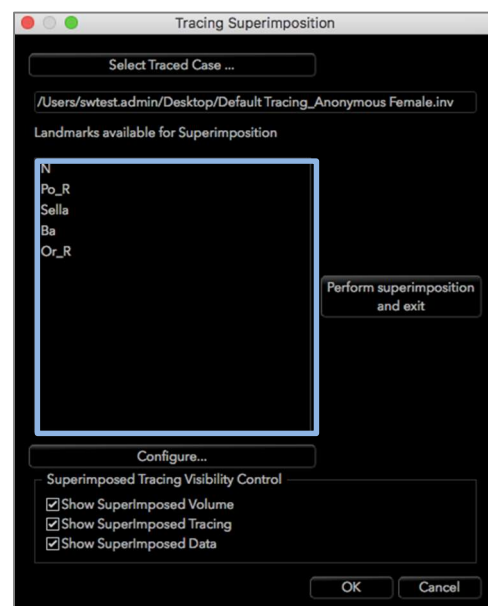 Tracing Superimposition
Select Traced Case ...
/Users/swtest.admin/Desktop/Default Tracing_Anonymous Female.inv
Landmarks available for Superimposition
N
Po_R
Sella
Ba
Or_R
Perform superimposition
and exit
Configure...
Superimposed Tracing Visibility Control
Show SuperImposed Volume
Show SuperImposed Tracing
Show SuperImposed Data
OK
Cancel